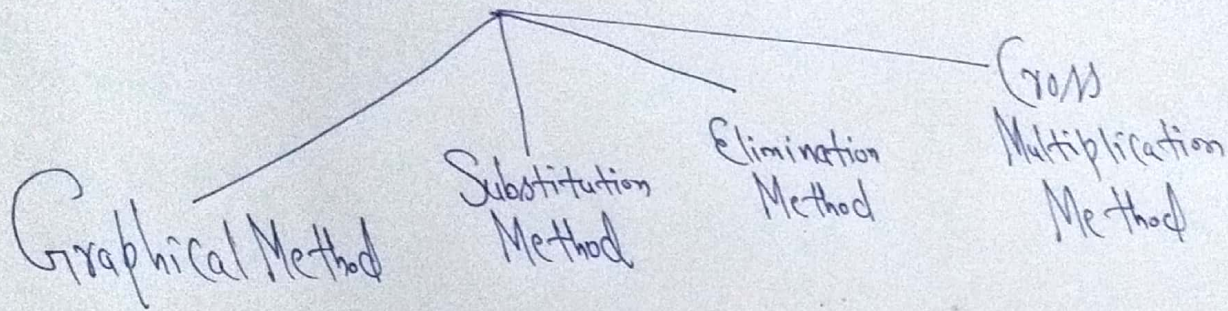 Graphical Method
Substitution
Method
Elimination
Method
Cross
Multiplication
Method